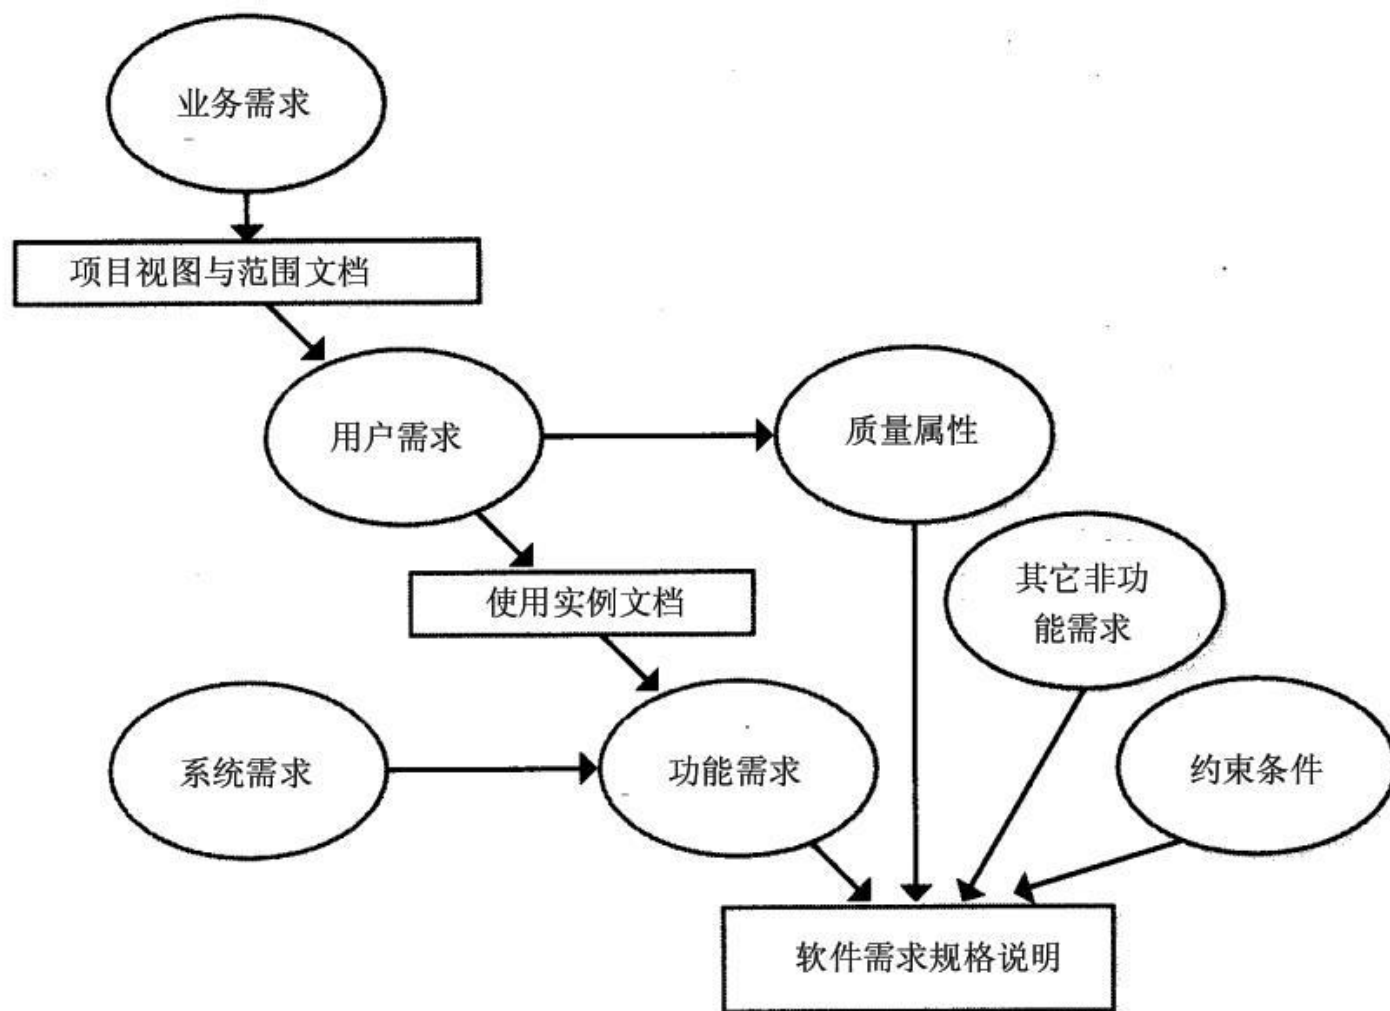 业务需求
项目视图与范围文档
用户需求
质量属性
使用实例文档
其它非功
能需求
系统需求
功能需求
约束条件
软件需求规格说明